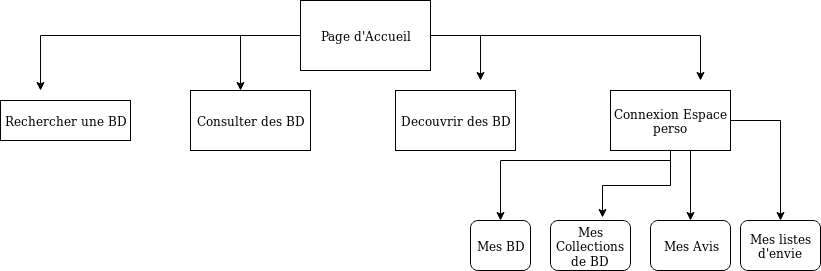 Page d'Accueil
Rechercher une BD
Consulter des BD
Decouvrir des BD
Connexion Espace
perso
Mes BD
Mes
Collections
de BD
Mes Avis
Mes listes
d'envie